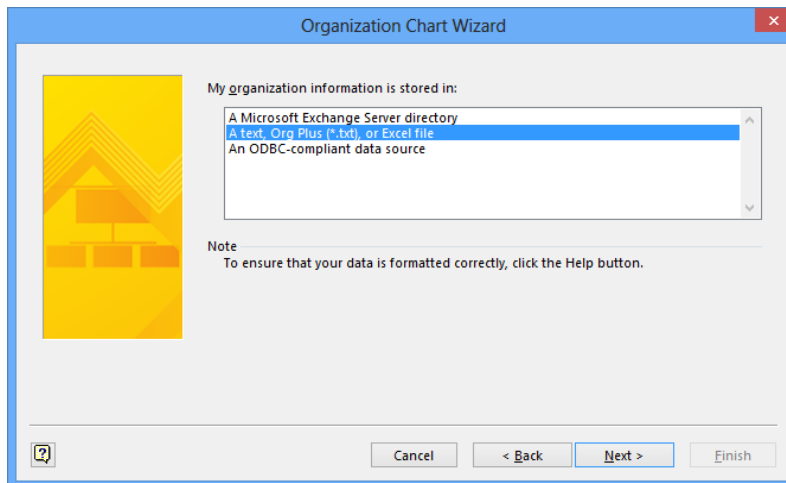 Organization Chart Wizard
My organization information is stored in:
A Microsoft Exchange Server directory
A text, Org Plus (*.txt), or Excel file
An ODBC-compliant data source
Note
To ensure that your data is formatted correctly, click the Help button.
Cancel
< Back
Next >
Finish